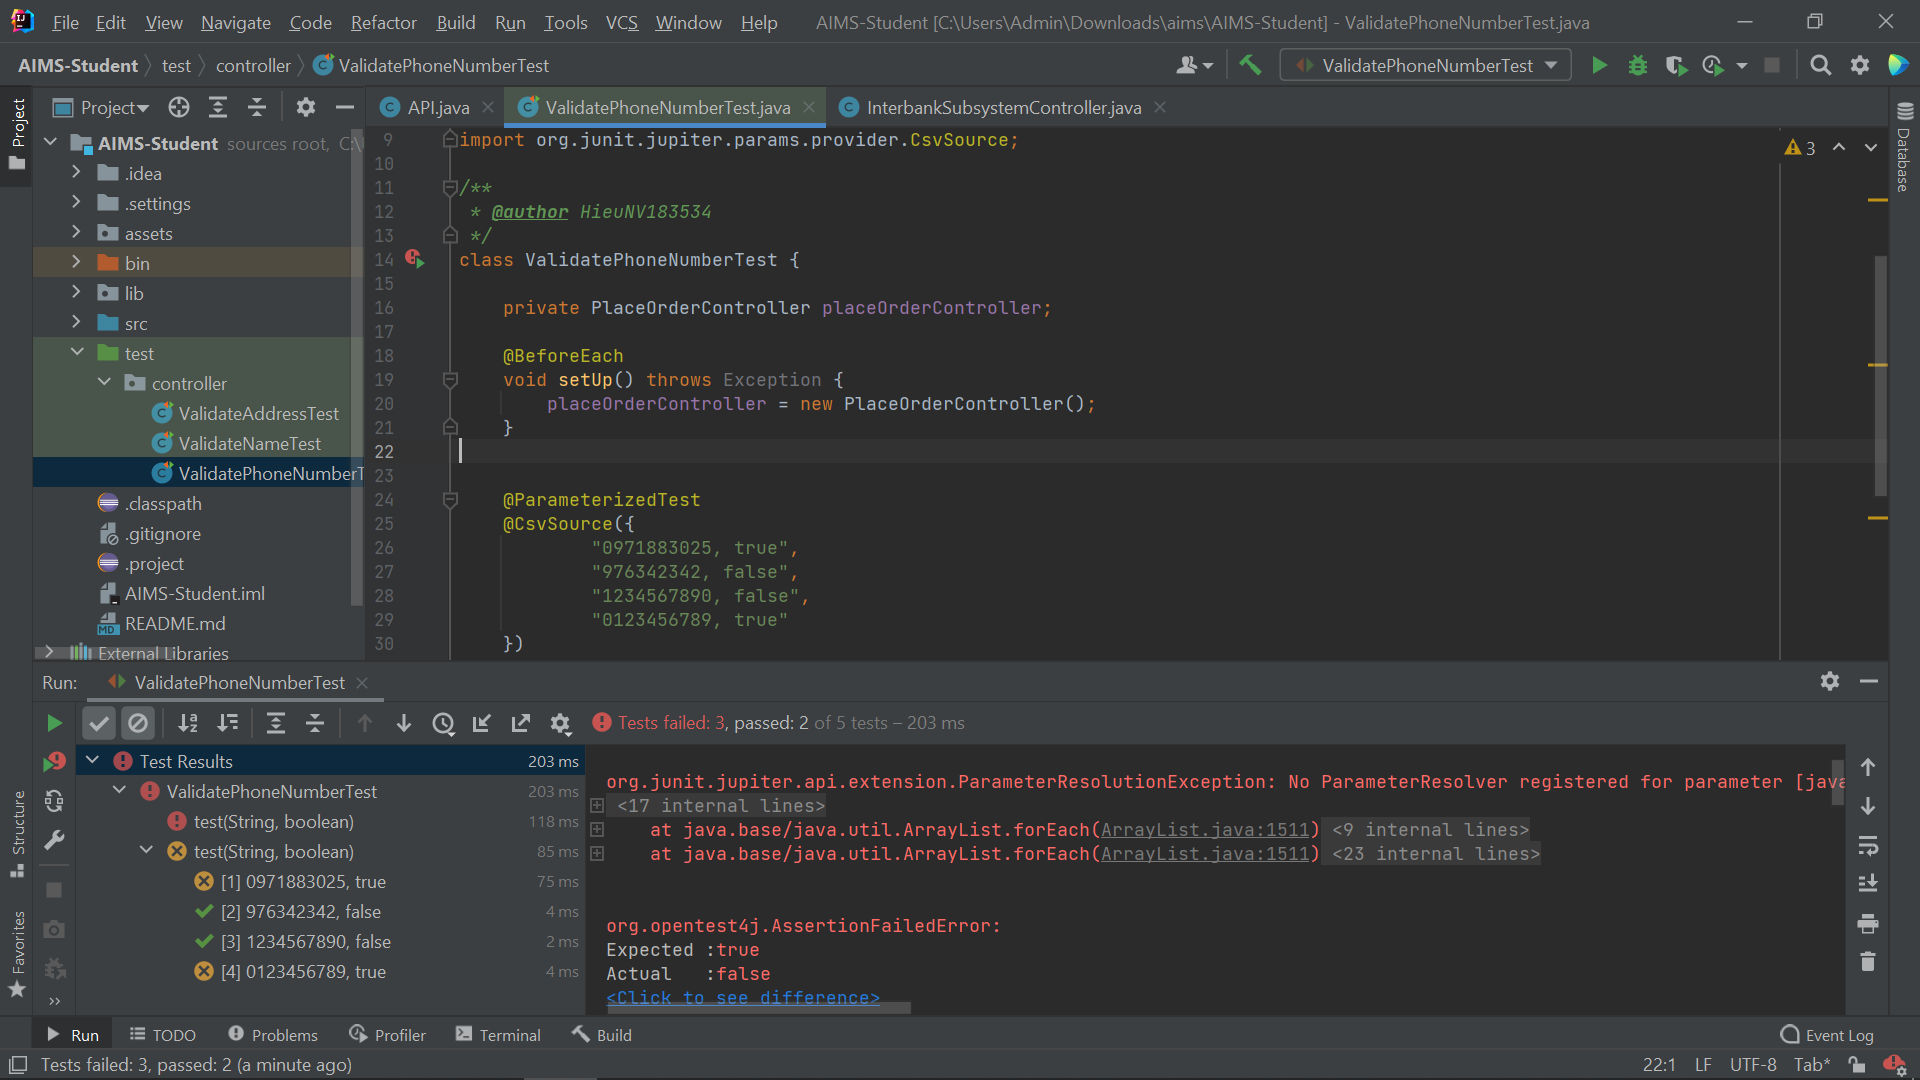 File Edit View Navigate Code Refactor Build Run Tools VCS Window Help AIMS-Student [C:\Users\Admin\Downloads\aims\AIMS-Student] - ValidatePhoneNumberTest.java
AIMS-Student test controller ValidatePhoneNumberTest
ValidatePhoneNumberTest
Project
API.java
ValidatePhoneNumberTest.java
InterbankSubsystemController.java
Project
Structure
Favorites
Database
AIMS-Student sources root, C:\
.idea
.settings
assets
bin
lib
src
test
controller
ValidateAddressTest
ValidateNameTest
ValidatePhoneNumberT
.classpath
.gitignore
.project
AIMS-Student.iml
README.md
External Libraries
3
9 import org.junit.jupiter.params.provider.CsvSource;
10
11 /**
12 * @author HieuNV183534
13 */
14 class ValidatePhoneNumberTest {
15
16 private PlaceOrderController placeOrderController;
17
18 @BeforeEach
19 void setUp() throws Exception {
20 placeOrderController = new PlaceOrderController();
21 }
22
23
24 @ParameterizedTest
25 @CsvSource({
26 "0971883025, true",
27 "976342342, false",
28 "1234567890, false",
29 "0123456789, true"
30 })
Run: ValidatePhoneNumberTest
Tests failed: 3, passed: 2 of 5 tests – 203 ms
Test Results 203 ms
ValidatePhoneNumberTest 203 ms
test(String, boolean) 118 ms
test(String, boolean) 85 ms
[1] 0971883025, true 75 ms
[2] 976342342, false 4 ms
[3] 1234567890, false 2 ms
[4] 0123456789, true 4 ms
org.junit.jupiter.api.extension.ParameterResolutionException: No ParameterResolver registered for parameter [java
<17 internal lines>
at java.base/java.util.ArrayList.forEach(ArrayList.java:1511) <9 internal lines>
at java.base/java.util.ArrayList.forEach(ArrayList.java:1511) <23 internal lines>
org.opentest4j.AssertionFailedError:
Expected :true
Actual :false
<Click to see difference>
Run TODO Problems Profiler Terminal Build Event Log
Tests failed: 3, passed: 2 (a minute ago) 22:1 LF UTF-8 Tab*